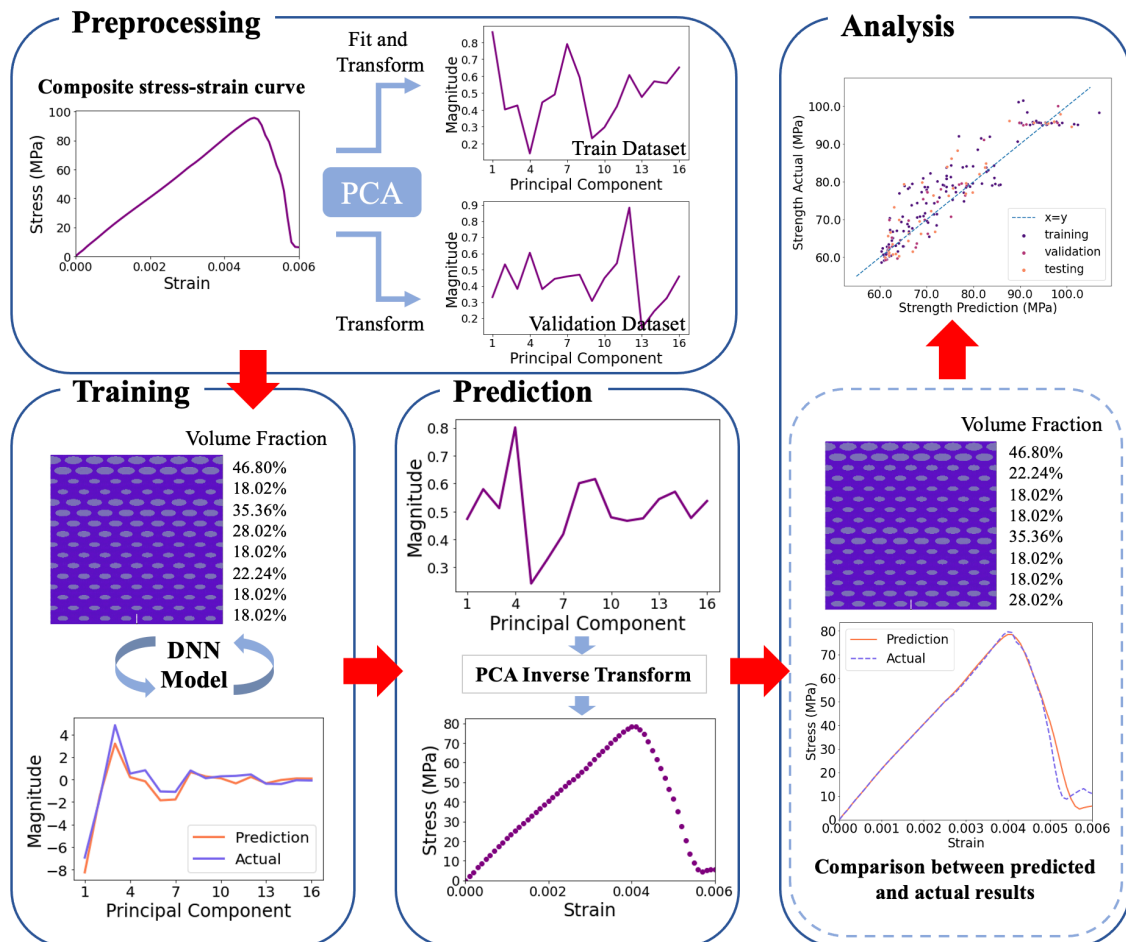 Preprocessing
Composite stress-strain curve
Stress (MPa)
100
80
60
40
20
0
0.000
0.002
0.004
0.006
Strain
Fit and
Transform
PCA
Transform
Magnitude
0.8
0.7
0.6
0.5
0.4
0.3
0.2
Train Dataset
1
4
7
10
13
16
Principal Component
Magnitude
0.9
0.8
0.7
0.6
0.5
0.4
0.3
0.2
Validation Dataset
1
4
7
10
13
16
Principal Component
Training
Volume Fraction
46.80%
18.02%
35.36%
28.02%
18.02%
22.24%
18.02%
18.02%
DNN
Model
Magnitude
4
2
0
−2
−4
−6
−8
Prediction
Actual
1
4
7
10
13
16
Principal Component
Prediction
Magnitude
0.8
0.7
0.6
0.5
0.4
0.3
1
4
7
10
13
16
Principal Component
PCA Inverse Transform
Stress (MPa)
80
70
60
50
40
30
20
10
0
0.000
0.002
0.004
0.006
Strain
Analysis
Strength Actual (MPa)
100.0
90.0
80.0
70.0
60.0
x=y
training
validation
testing
60.0
70.0
80.0
90.0
100.0
Strength Prediction (MPa)
Volume Fraction
46.80%
22.24%
18.02%
18.02%
35.36%
18.02%
18.02%
28.02%
Stress (MPa)
80
70
60
50
40
30
20
10
0
Prediction
Actual
0.000
0.001
0.002
0.003
0.004
0.005
0.006
Strain
Comparison between predicted
and actual results